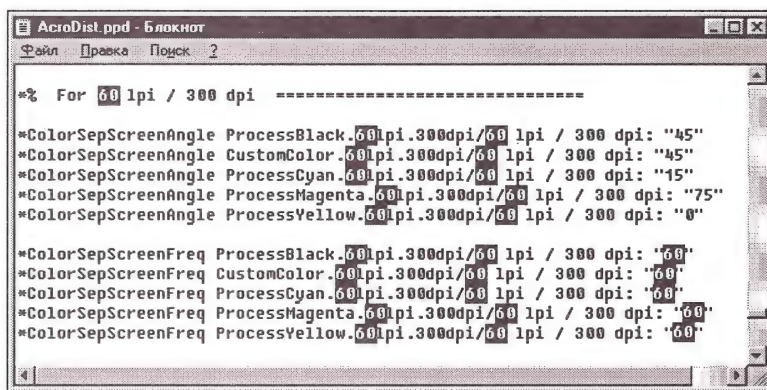 AcroDist.ppd - Блокнот
Файл Правка Поиск ?
*% For 60 lpi / 300 dpi ================================
*ColorSepScreenAngle ProcessBlack.60lpi.300dpi/60 lpi / 300 dpi: "45"
*ColorSepScreenAngle CustomColor.60lpi.300dpi/60 lpi / 300 dpi: "45"
*ColorSepScreenAngle ProcessCyan.60lpi.300dpi/60 lpi / 300 dpi: "15"
*ColorSepScreenAngle ProcessMagenta.60lpi.300dpi/60 lpi / 300 dpi: "75"
*ColorSepScreenAngle ProcessYellow.60lpi.300dpi/60 lpi / 300 dpi: "0"
*ColorSepScreenFreq ProcessBlack.60lpi.300dpi/60 lpi / 300 dpi: "60"
*ColorSepScreenFreq CustomColor.60lpi.300dpi/60 lpi / 300 dpi: "60"
*ColorSepScreenFreq ProcessCyan.60lpi.300dpi/60 lpi / 300 dpi: "60"
*ColorSepScreenFreq ProcessMagenta.60lpi.300dpi/60 lpi / 300 dpi: "60"
*ColorSepScreenFreq ProcessYellow.60lpi.300dpi/60 lpi / 300 dpi: "60"